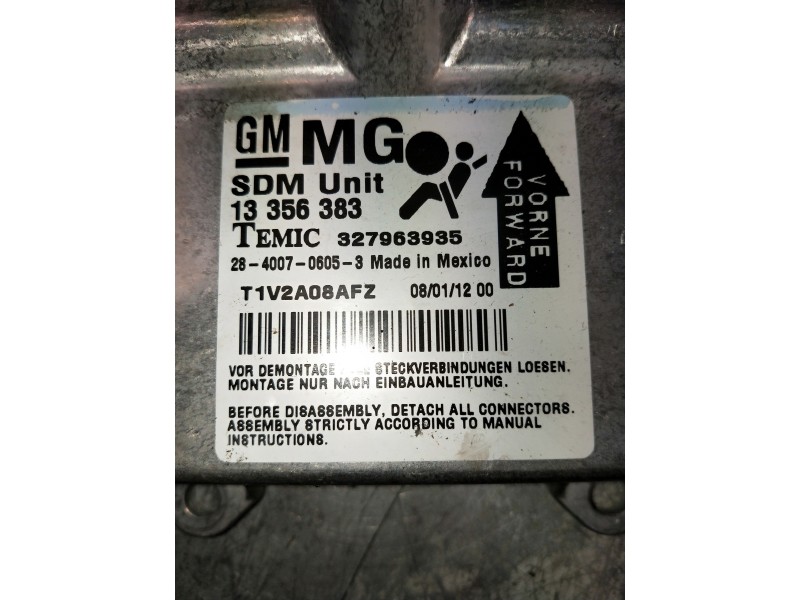 GM MG
SDM Unit
13 356 383
TEMIC 327963935
28-4007-0605-3 Made in Mexico
T1V2A08AFZ 08/01/12 00
VORNE
FORWARD
VOR DEMONTAGE STECKVERBINDUNGEN LOESEN.
MONTAGE NUR NACH EINBAUANLEITUNG.
BEFORE DISASSEMBLY, DETACH ALL CONNECTORS.
ASSEMBLY STRICTLY ACCORDING TO MANUAL
INSTRUCTIONS.